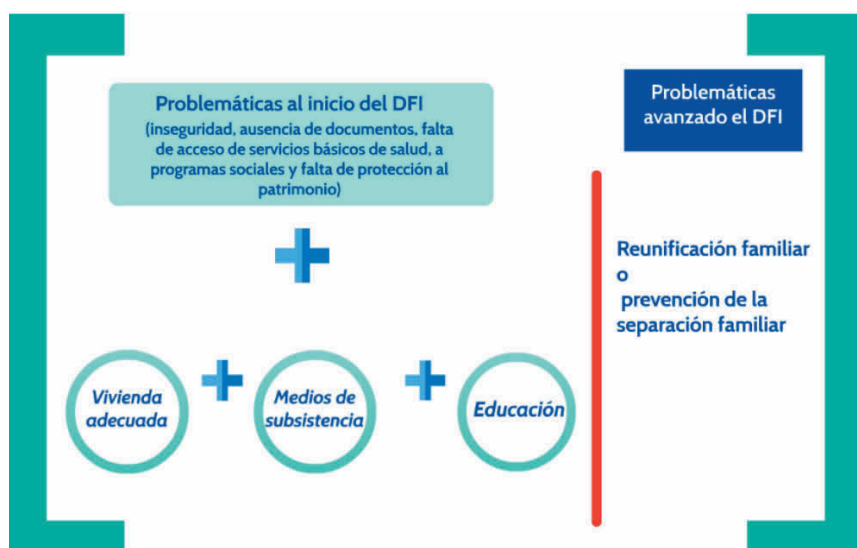 Problemáticas al inicio del DFI
(inseguridad, ausencia de documentos, falta
de acceso de servicios básicos de salud, a
programas sociales y falta de protección al
patrimonio)
Vivienda
adecuada
Medios de
subsistencia
Educación
Problemáticas
avanzado el DFI
Reunificación familiar
o
prevención de la
separación familiar